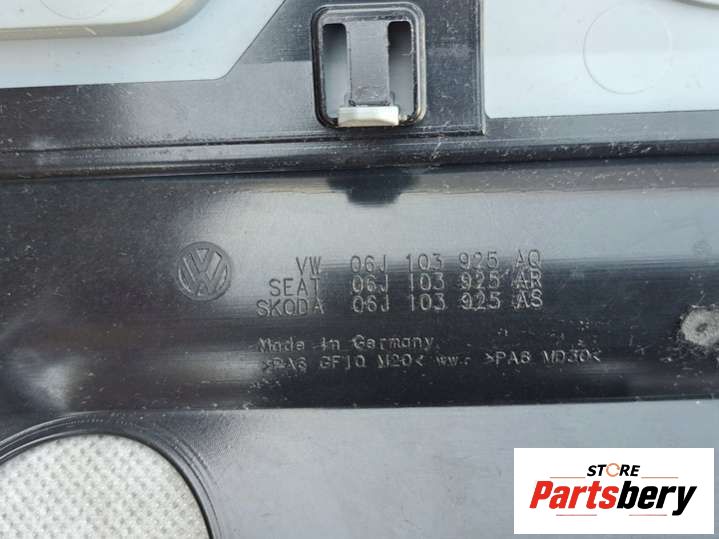 VW 06J 103 925 AQ
SEAT 06J 103 925 AR
SKODA 06J 103 925 AS
Made In Germany
>PA6 GF10 M20< ww. >PA6 MD30<
STORE
Partsbery